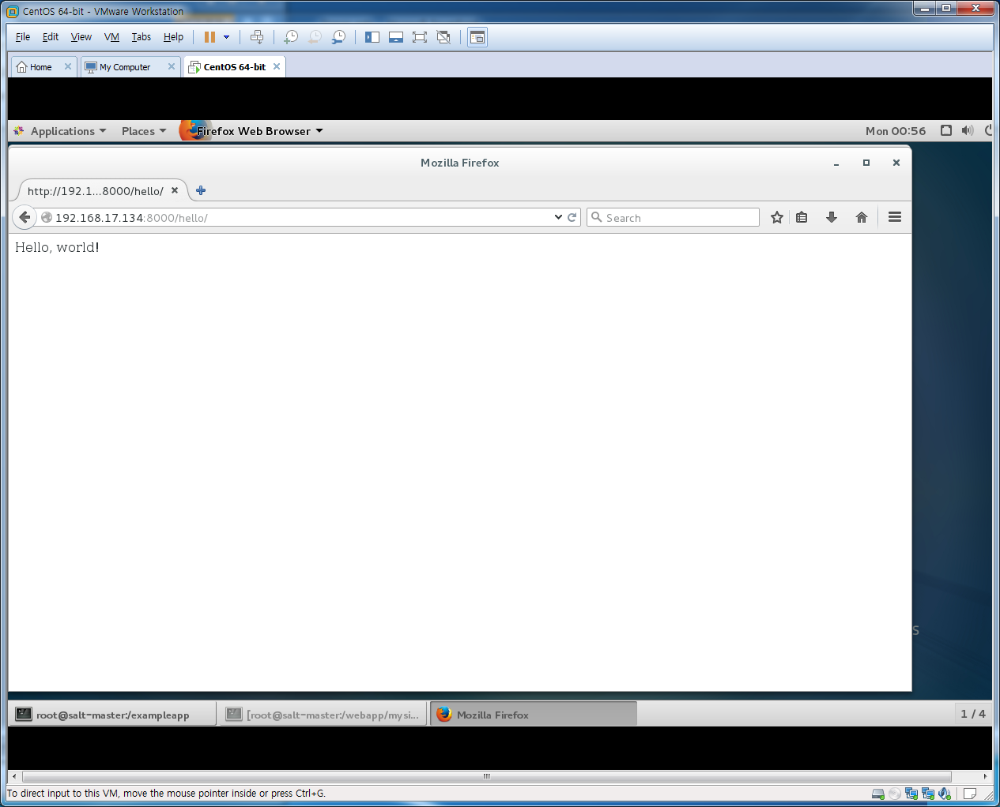 CentOS 64-bit - VMware Workstation
File Edit View VM Tabs Help
Home My Computer CentOS 64-bit
Applications Places Firefox Web Browser Mon 00:56
Mozilla Firefox
http://192.1...8000/hello/
192.168.17.134:8000/hello/ Search
Hello, world!
s
root@salt-master:/exampleapp [root@salt-master:/webapp/mysi... Mozilla Firefox 1 / 4
To direct input to this VM, move the mouse pointer inside or press Ctrl+G.